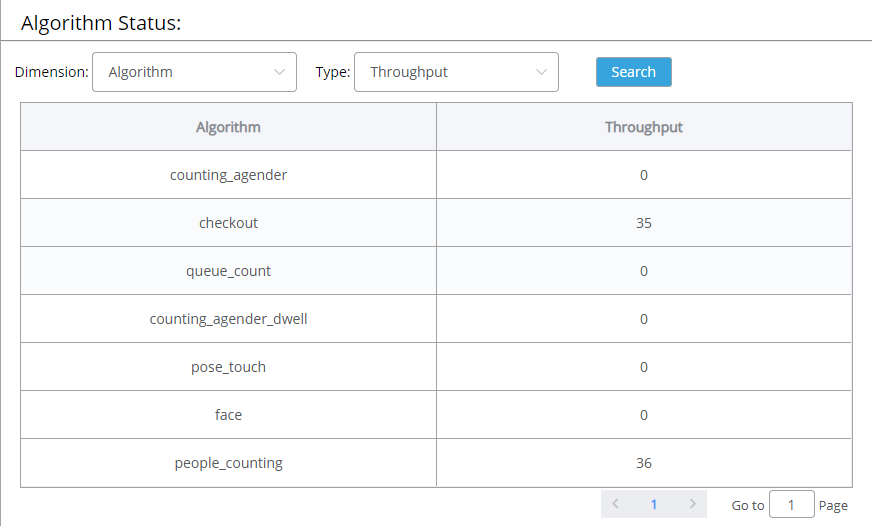 Algorithm Status:
Dimension: Algorithm Type: Throughput Search
Algorithm Throughput
counting_agender 0
checkout 35
queue_count 0
counting_agender_dwell 0
pose_touch 0
face 0
people_counting 36
1 Go to 1 Page